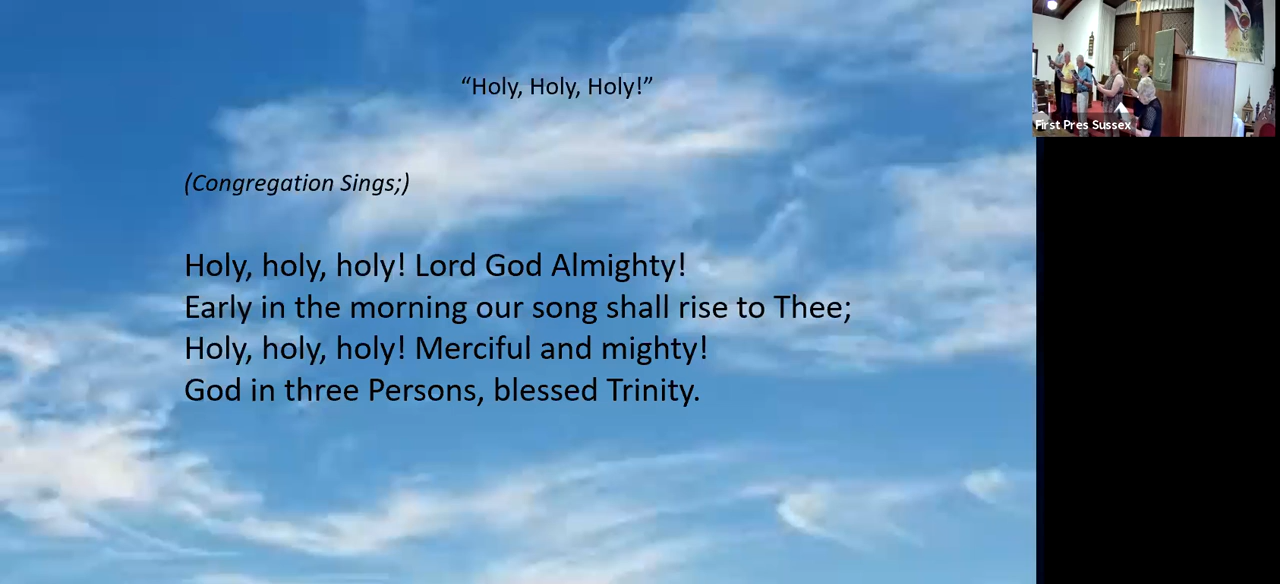 “Holy, Holy, Holy!”
(Congregation Sings;)
Holy, holy, holy! Lord God Almighty!
Early in the morning our song shall rise to Thee;
Holy, holy, holy! Merciful and mighty!
God in three Persons, blessed Trinity.
First Pres Sussex